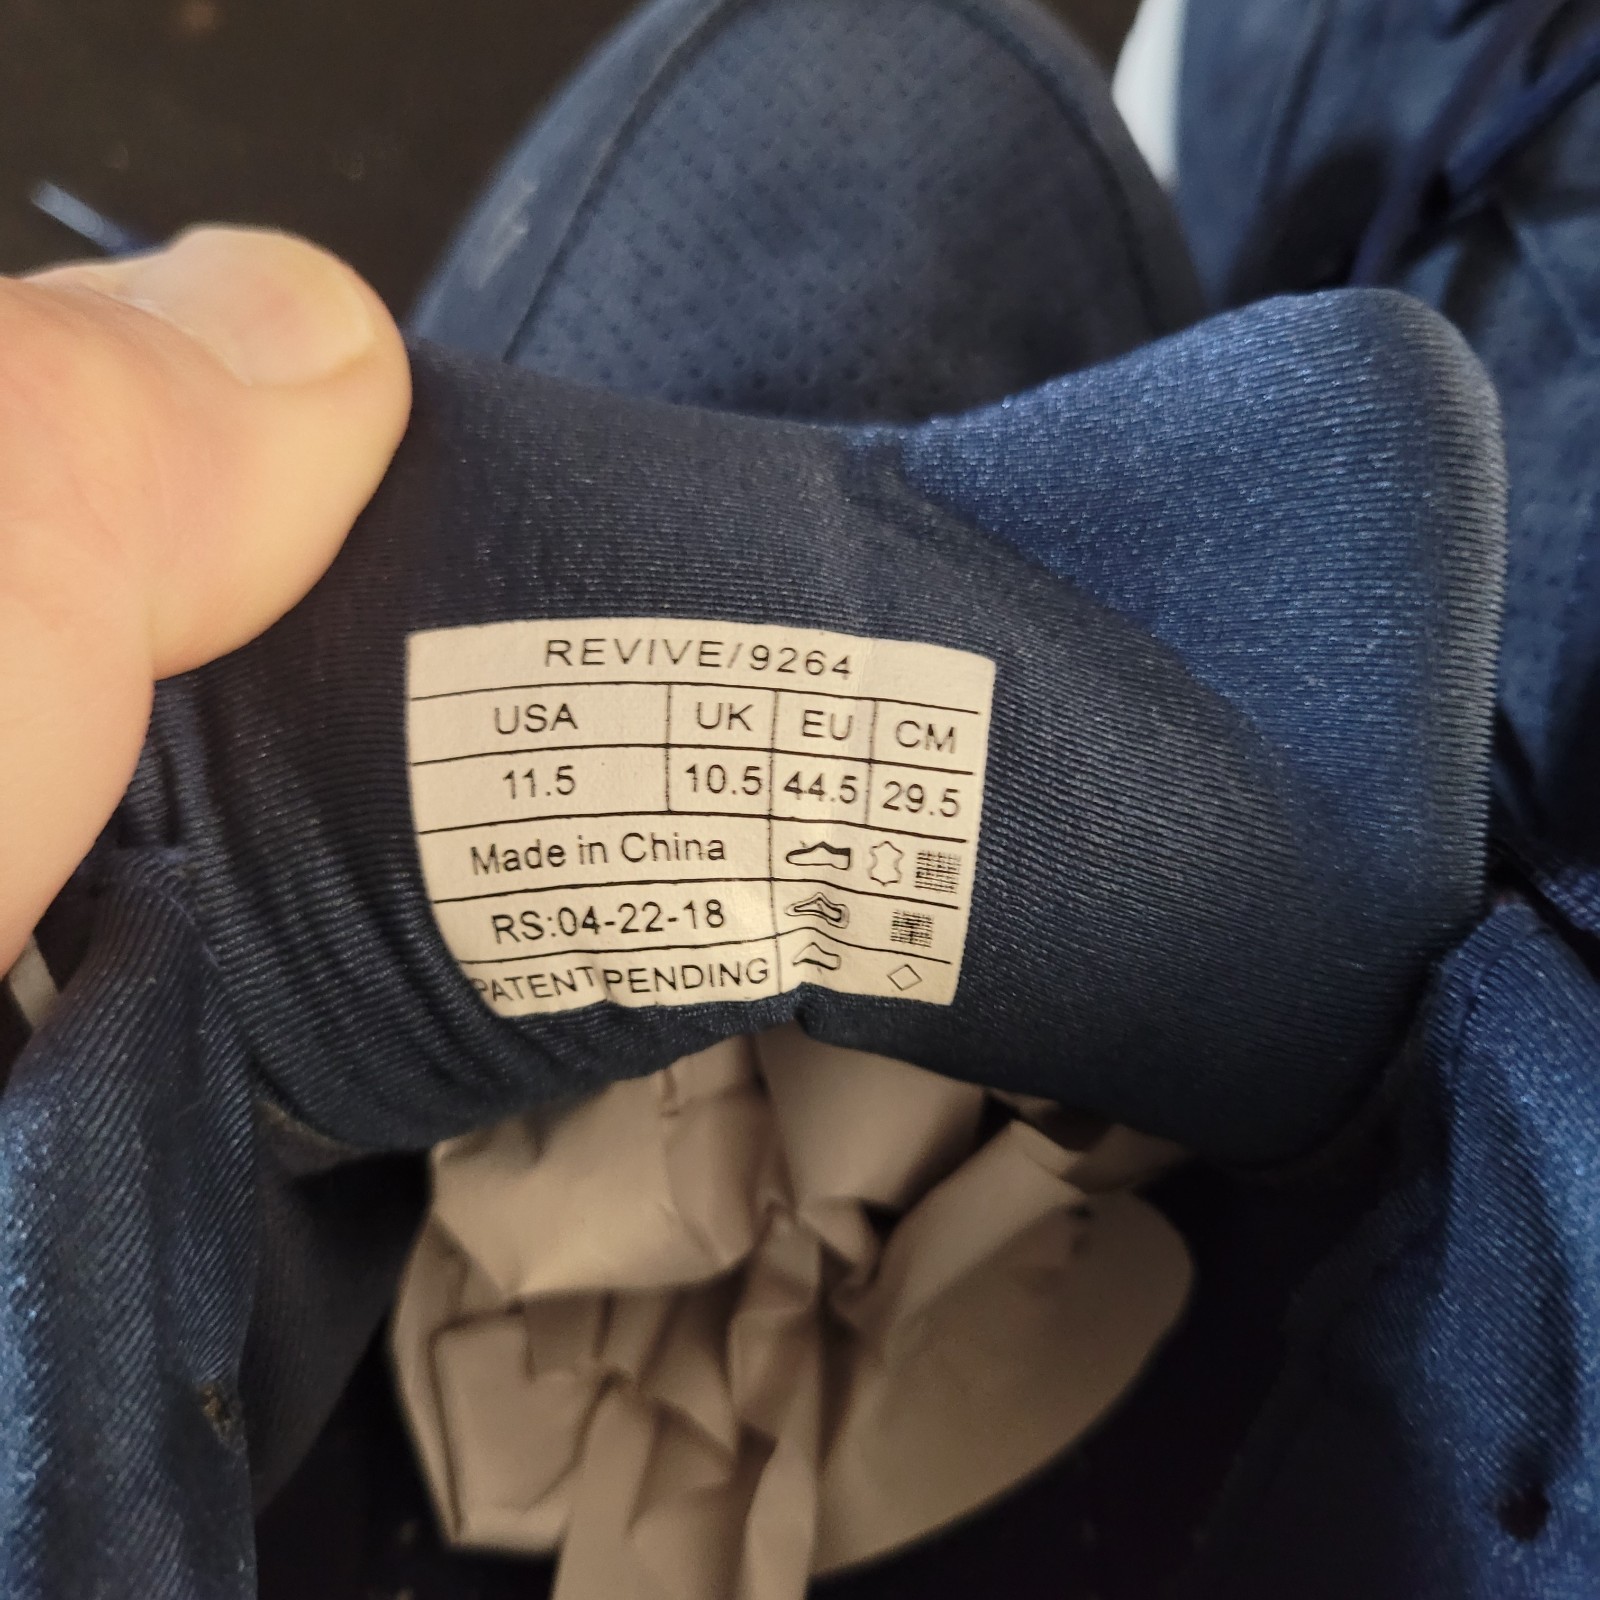 REVIVE/9264
USA UK EU CM
11.5 10.5 44.5 29.5
Made in China
RS:04-22-18
PATENT PENDING